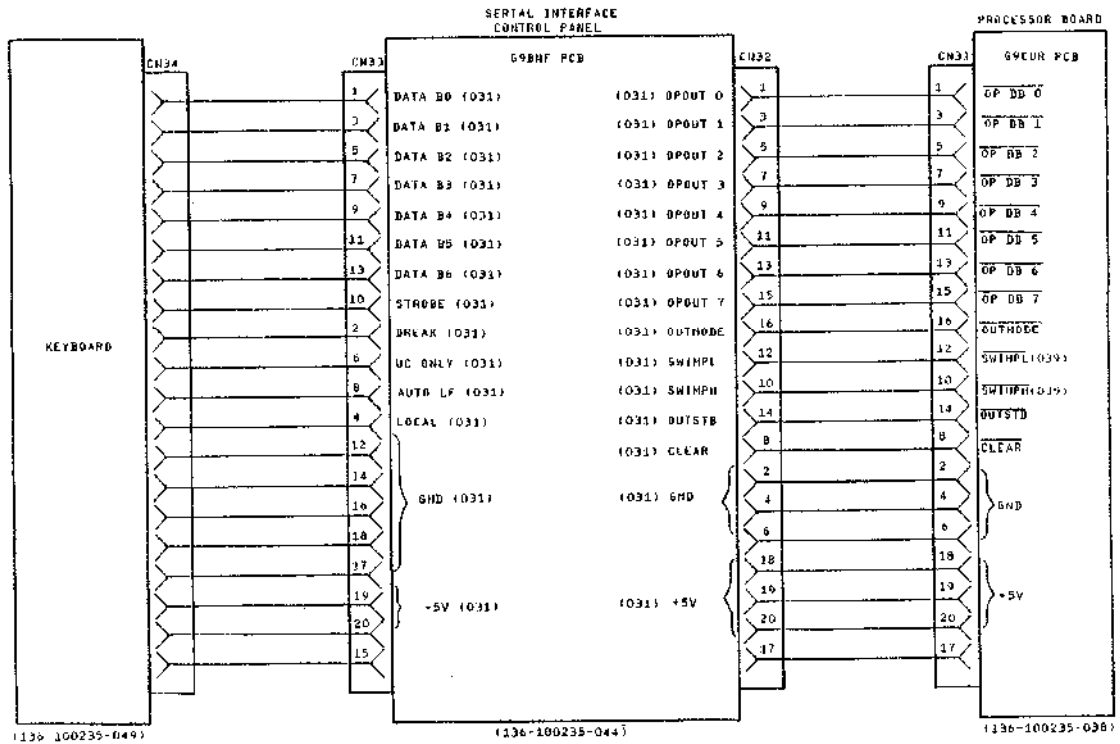 SERIAL INTERFACE
CONTROL PANEL
PROCESSOR BOARD
CN34
CN33
G9BHF PCB
CN32
CN31
G9EUR PCB
1 DATA B0 (031)
(031) OPOUT 0 1
1 OP DB 0
3 DATA B1 (031)
(031) OPOUT 1 3
3 OP DB 1
5 DATA B2 (031)
(031) OPOUT 2 5
5 OP DB 2
7 DATA B3 (031)
(031) OPOUT 3 7
7 OP DB 3
9 DATA B4 (031)
(031) OPOUT 4 9
9 OP DB 4
11 DATA B5 (031)
(031) OPOUT 5 11
11 OP DB 5
13 DATA B6 (031)
(031) OPOUT 6 13
13 OP DB 6
10 STROBE (031)
(031) OPOUT 7 15
15 OP DB 7
KEYBOARD
2 BREAK (031)
(031) OUTMODE 16
16 OUTMODE
6 UC ONLY (031)
(031) SWIMPL 12
12 SWIMPL(039)
8 AUTO LF (031)
(031) SWIMPH 10
10 SWIMPH(039)
4 LOCAL (031)
(031) OUTSTB 14
14 OUTSTB
12
(031) CLEAR 8
8 CLEAR
14
2
2
16
GND (031)
(031) GND
4
4
GND
18
6
6
17
18
18
19
+5V (031)
(031) +5V
19
19
+5V
20
20
20
15
17
17
(136-100235-049)
(136-100235-044)
(136-100235-038)